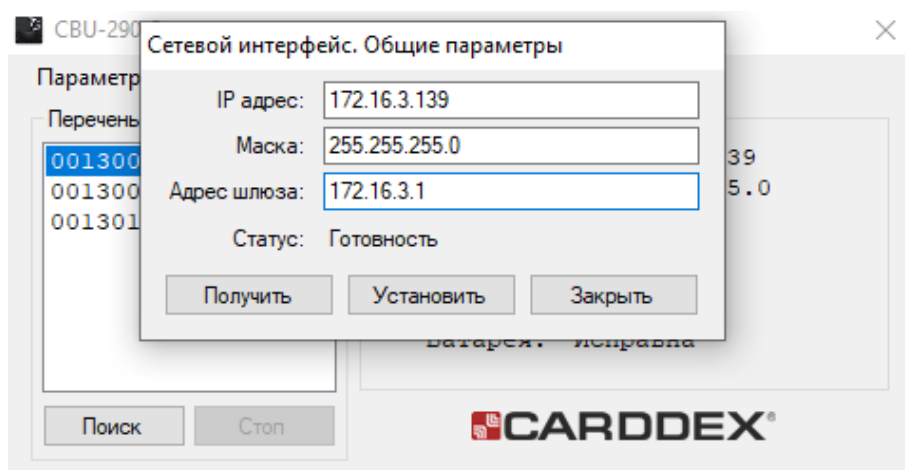 CBU-290
Сетевой интерфейс. Общие параметры
Параметр
IP адрес: 172.16.3.139
Перечень
Маска: 255.255.255.0
001300
39
001300
Адрес шлюза: 172.16.3.1
5.0
001301
Статус: Готовность
Получить Установить Закрыть
Батарея: Исправна
Поиск Стоп
CARDDEX®